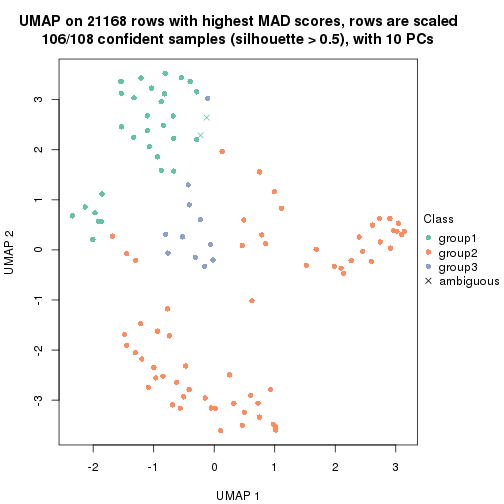 UMAP on 21168 rows with highest MAD scores, rows are scaled
106/108 confident samples (silhouette > 0.5), with 10 PCs
3
2
1
0
-1
-2
-3
UMAP 2
-2 -1 0 1 2 3
UMAP 1
Class
group1
group2
group3
ambiguous